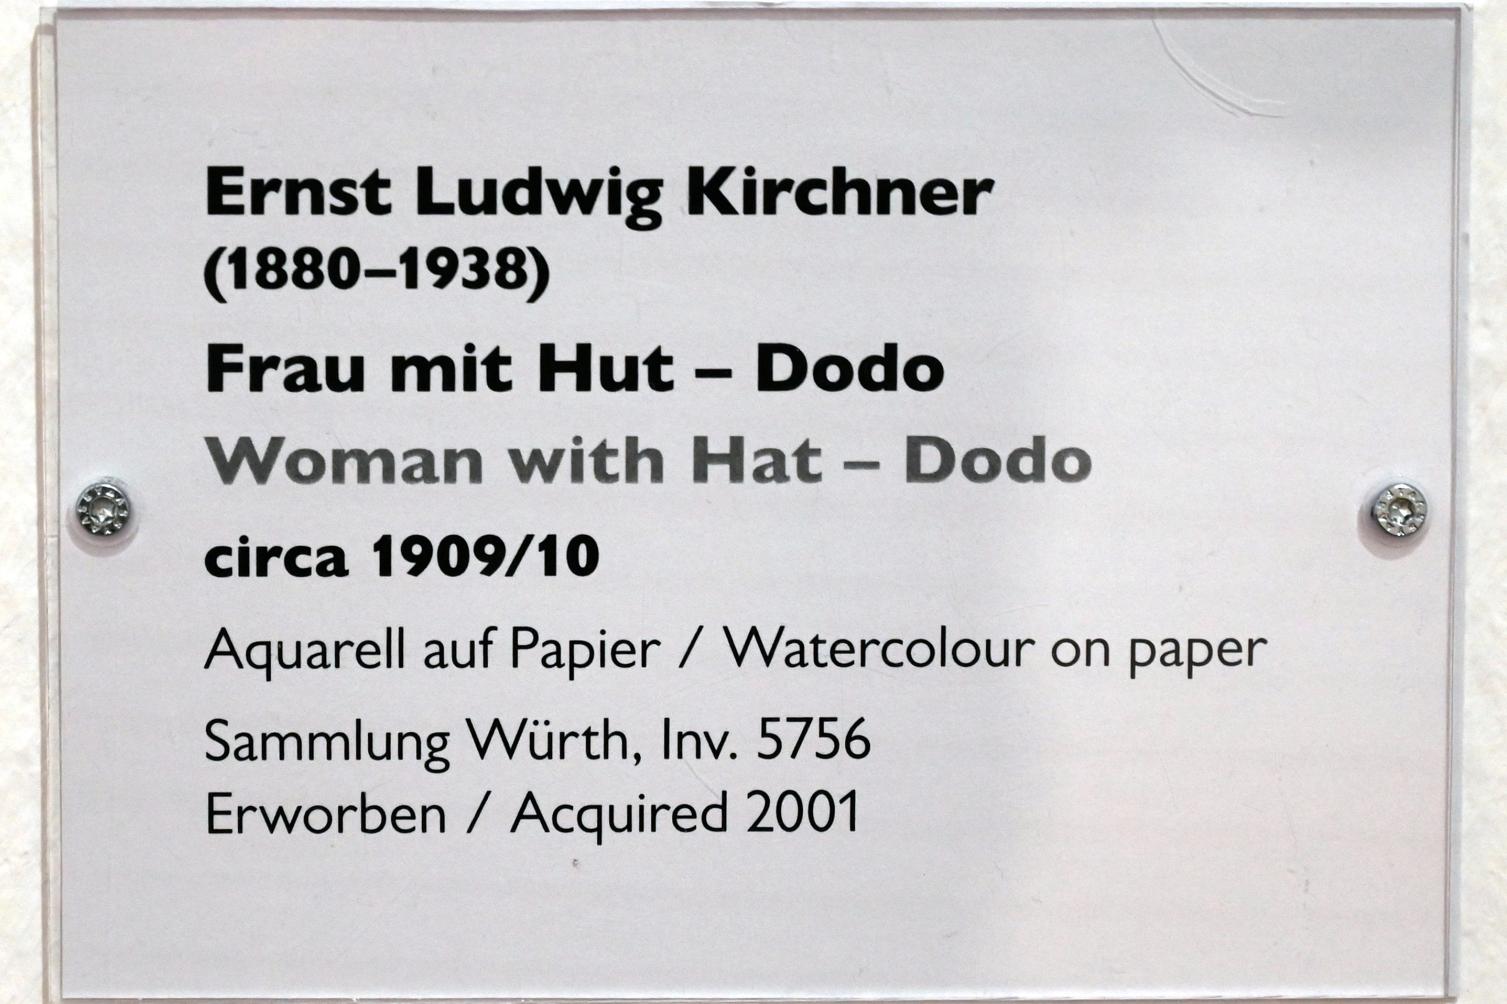 Ernst Ludwig Kirchner
(1880–1938)
Frau mit Hut – Dodo
Woman with Hat – Dodo
circa 1909/10
Aquarell auf Papier / Watercolour on paper
Sammlung Würth, Inv. 5756
Erworben / Acquired 2001